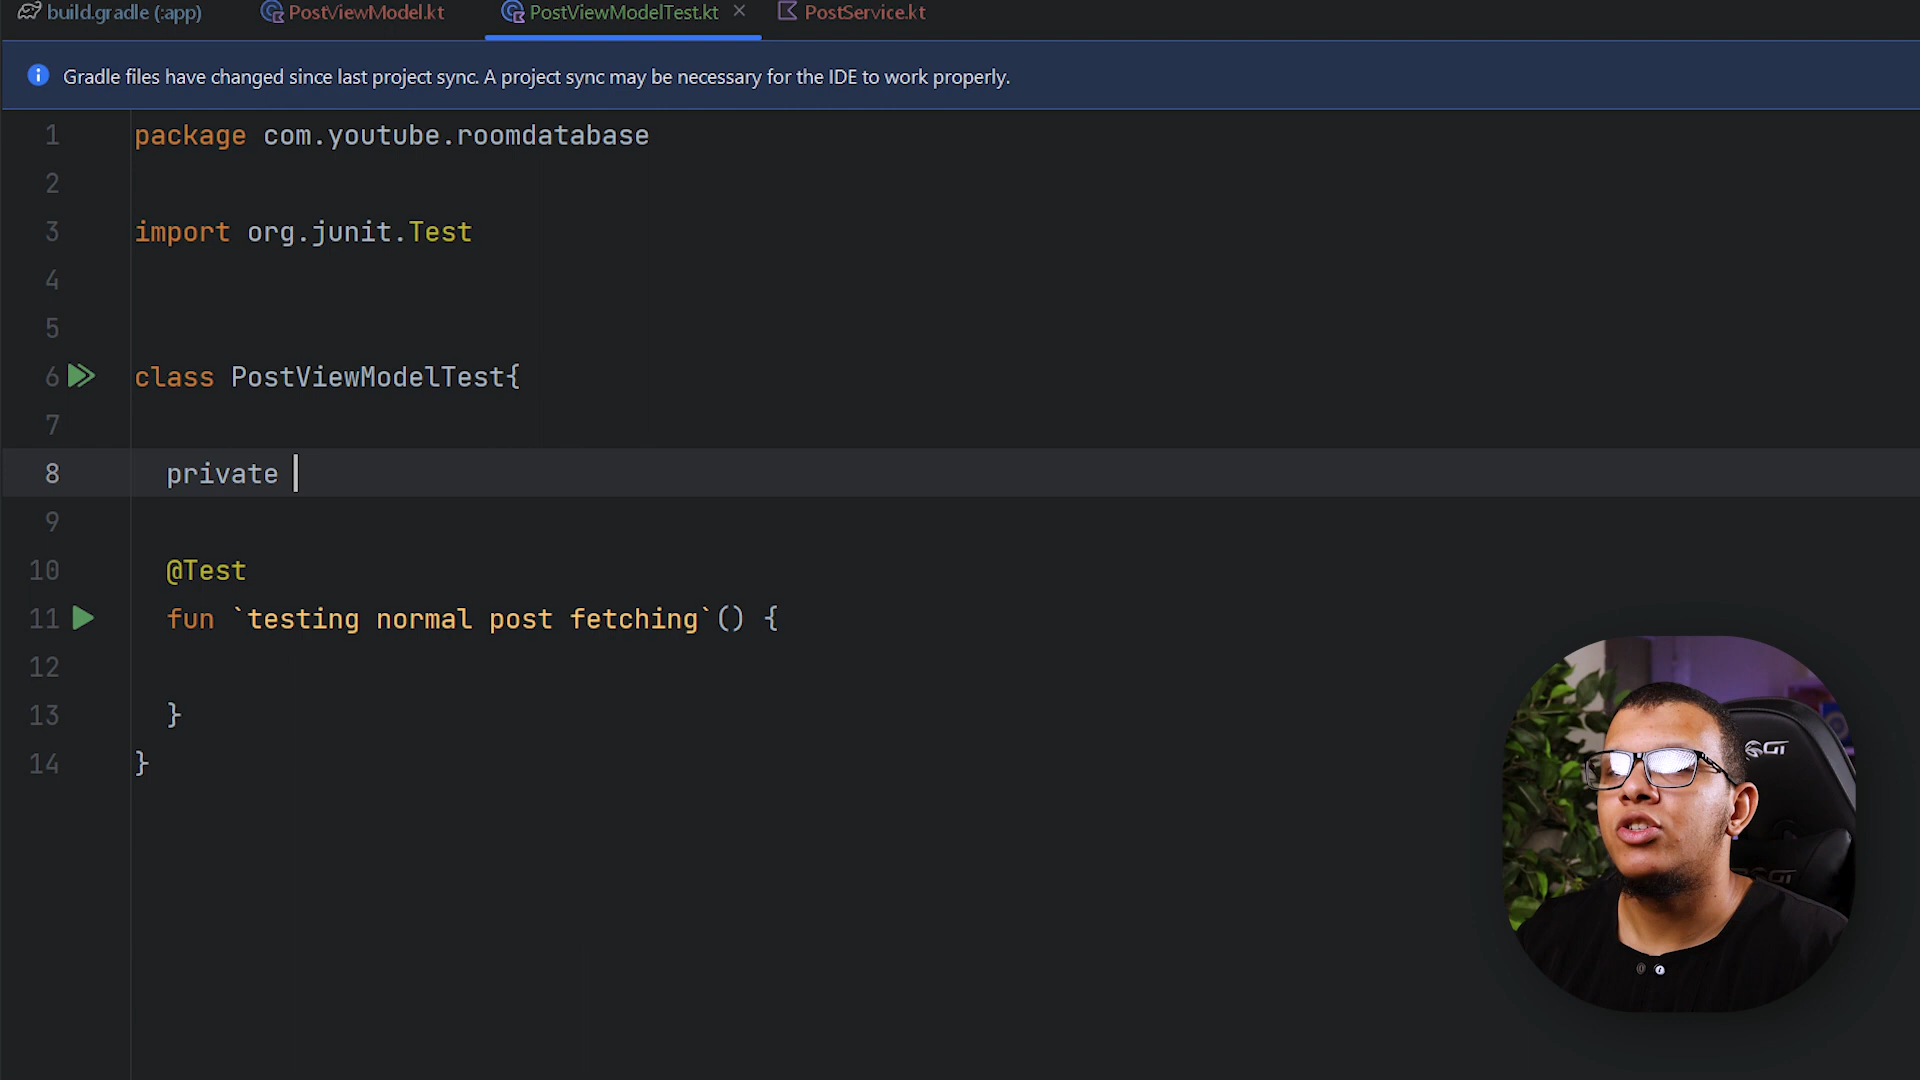 build.gradle (:app) PostViewModel.kt PostViewModelTest.kt PostService.kt
Gradle files have changed since last project sync. A project sync may be necessary for the IDE to work properly.
1 package com.youtube.roomdatabase
2
3 import org.junit.Test
4
5
6 class PostViewModelTest{
7
8 private
9
10 @Test
11 fun `testing normal post fetching`() {
12
13 }
14 }
GT
GT